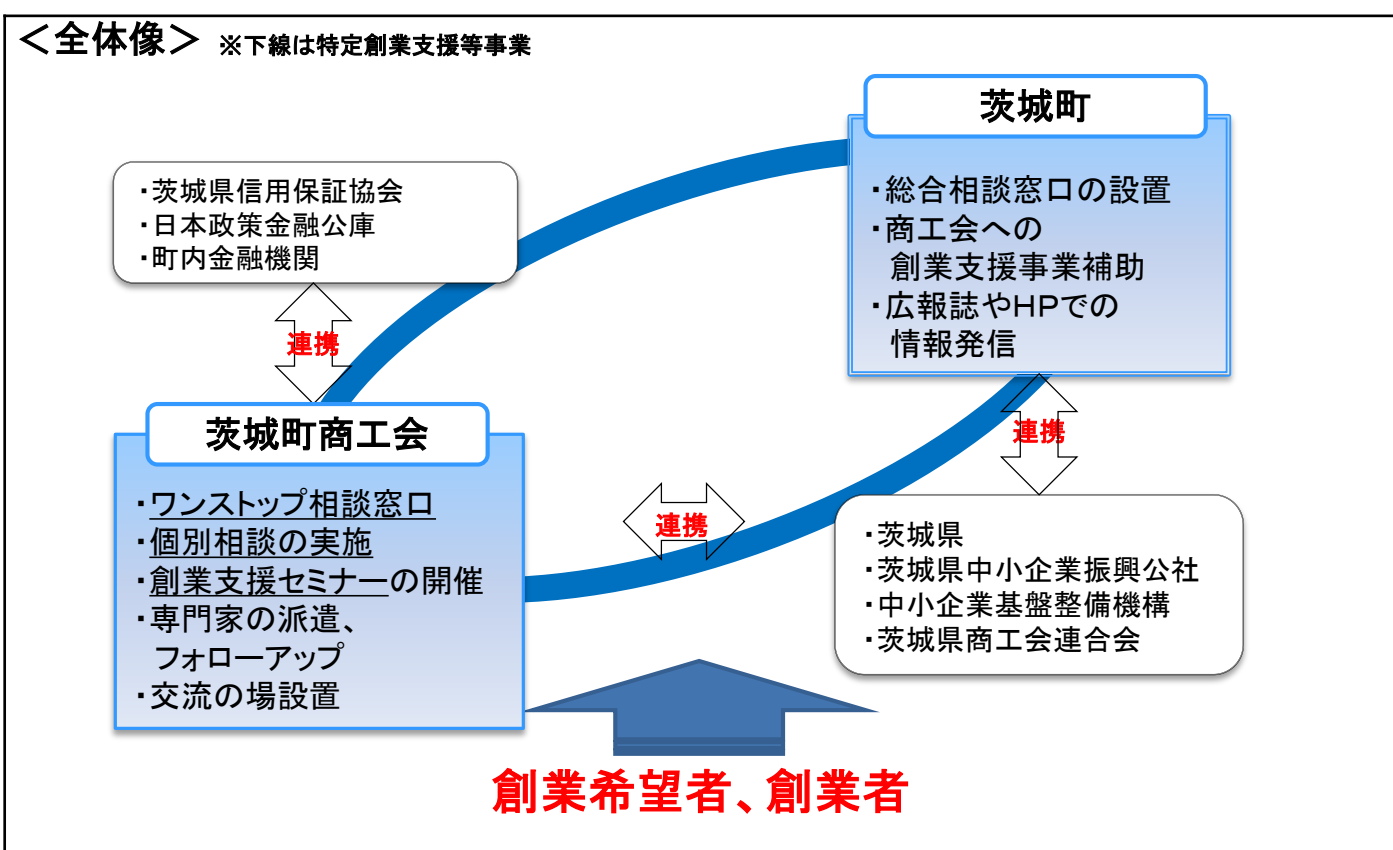 ＜全体像＞ ※下線は特定創業支援等事業
茨城町
・総合相談窓口の設置
・商工会への
創業支援事業補助
・広報誌やHPでの
情報発信
・茨城県信用保証協会
・日本政策金融公庫
・町内金融機関
連携
茨城町商工会
・ワンストップ相談窓口
・個別相談の実施
・創業支援セミナーの開催
・専門家の派遣、
フォローアップ
・交流の場設置
連携
連携
・茨城県
・茨城県中小企業振興公社
・中小企業基盤整備機構
・茨城県商工会連合会
創業希望者、創業者